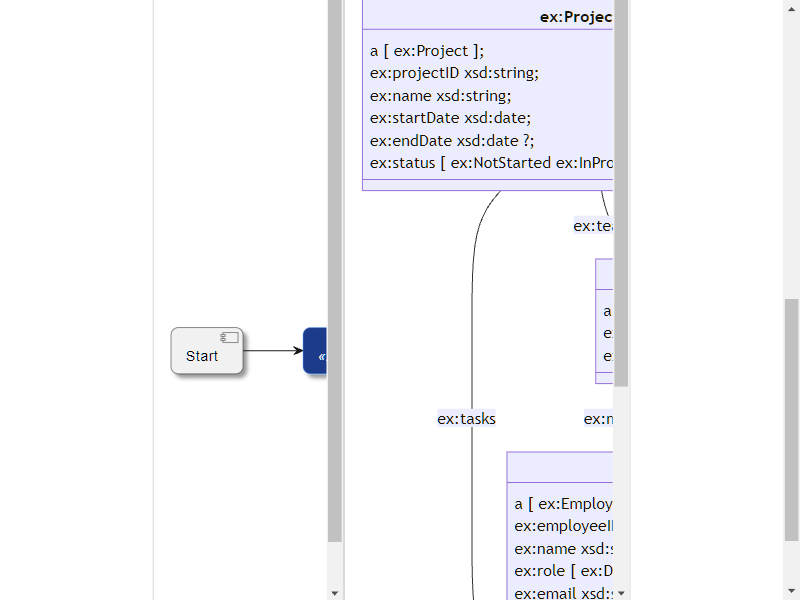 ex:Projec
a [ ex:Project ];
ex:projectID xsd:string;
ex:name xsd:string;
ex:startDate xsd:date;
ex:endDate xsd:date ?;
ex:status [ ex:NotStarted ex:InPro
ex:tea
a
e
e
Start
«
ex:tasks
ex:m
a [ ex:Employ
ex:employeeI
ex:name xsd:s
ex:role [ ex:D
ex:email xsd:s